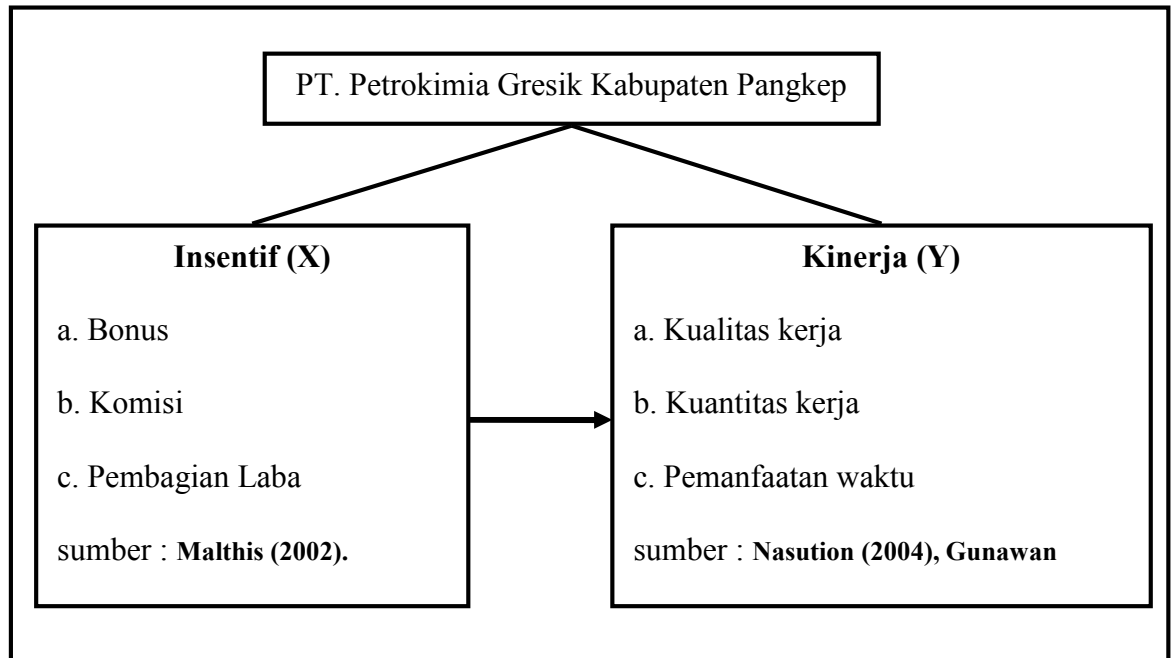 PT. Petrokimia Gresik Kabupaten Pangkep
Insentif (X)
a. Bonus
b. Komisi
c. Pembagian Laba
sumber : Malthis (2002).
Kinerja (Y)
a. Kualitas kerja
b. Kuantitas kerja
c. Pemanfaatan waktu
sumber : Nasution (2004), Gunawan